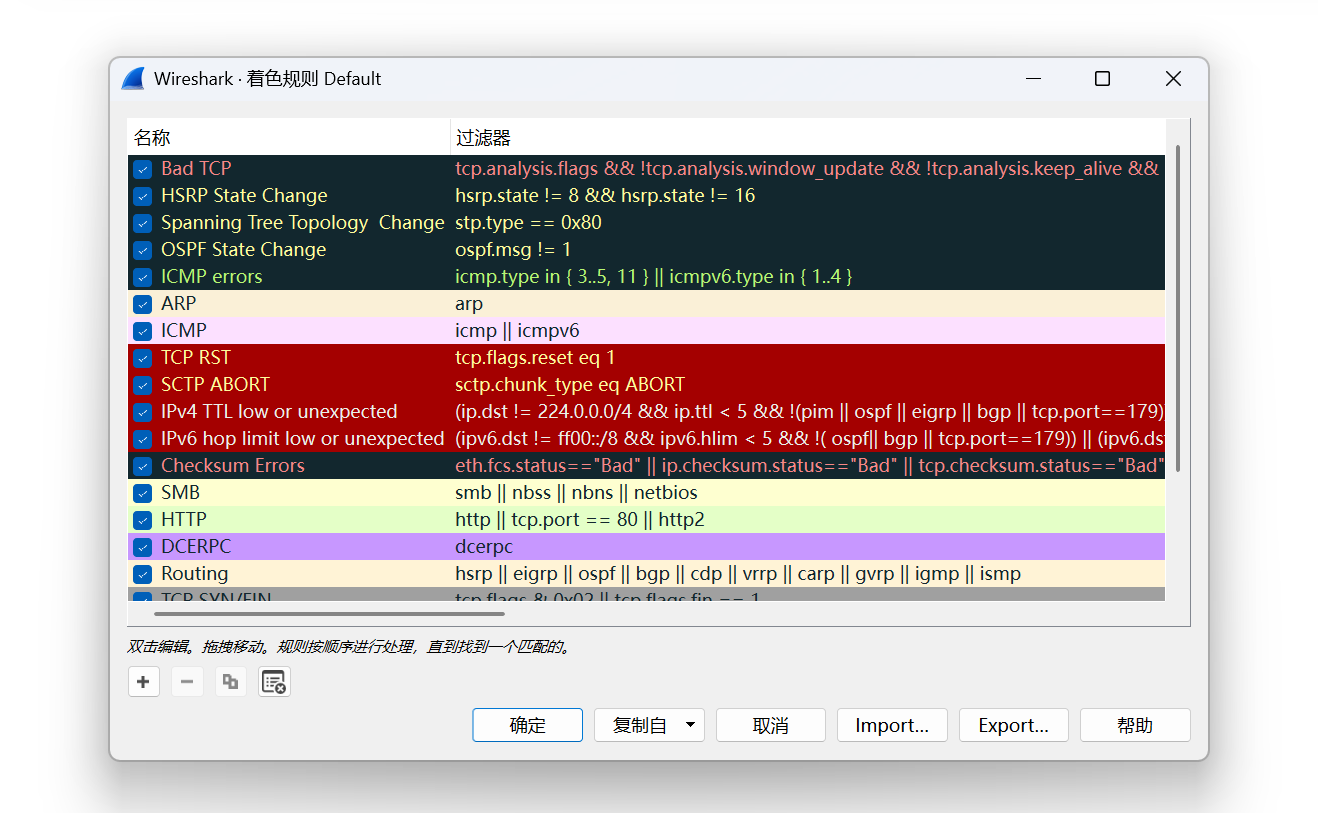 Wireshark · 着色规则 Default
名称 过滤器
Bad TCP tcp.analysis.flags && !tcp.analysis.window_update && !tcp.analysis.keep_alive &&
HSRP State Change hsrp.state != 8 && hsrp.state != 16
Spanning Tree Topology  Change stp.type == 0x80
OSPF State Change ospf.msg != 1
ICMP errors icmp.type in { 3..5, 11 } || icmpv6.type in { 1..4 }
ARP arp
ICMP icmp || icmpv6
TCP RST tcp.flags.reset eq 1
SCTP ABORT sctp.chunk_type eq ABORT
IPv4 TTL low or unexpected (ip.dst != 224.0.0.0/4 && ip.ttl < 5 && !(pim || ospf || eigrp || bgp || tcp.port==179))
IPv6 hop limit low or unexpected (ipv6.dst != ff00::/8 && ipv6.hlim < 5 && !( ospf|| bgp || tcp.port==179)) || (ipv6.dst
Checksum Errors eth.fcs.status=="Bad" || ip.checksum.status=="Bad" || tcp.checksum.status=="Bad"
SMB smb || nbss || nbns || netbios
HTTP http || tcp.port == 80 || http2
DCERPC dcerpc
Routing hsrp || eigrp || ospf || bgp || cdp || vrrp || carp || gvrp || igmp || ismp
TCP SYN/FIN tcp.flags & 0x02 || tcp.flags.fin == 1
双击编辑。拖拽移动。规则按顺序进行处理，直到找到一个匹配的。
确定 复制自 取消 Import... Export... 帮助